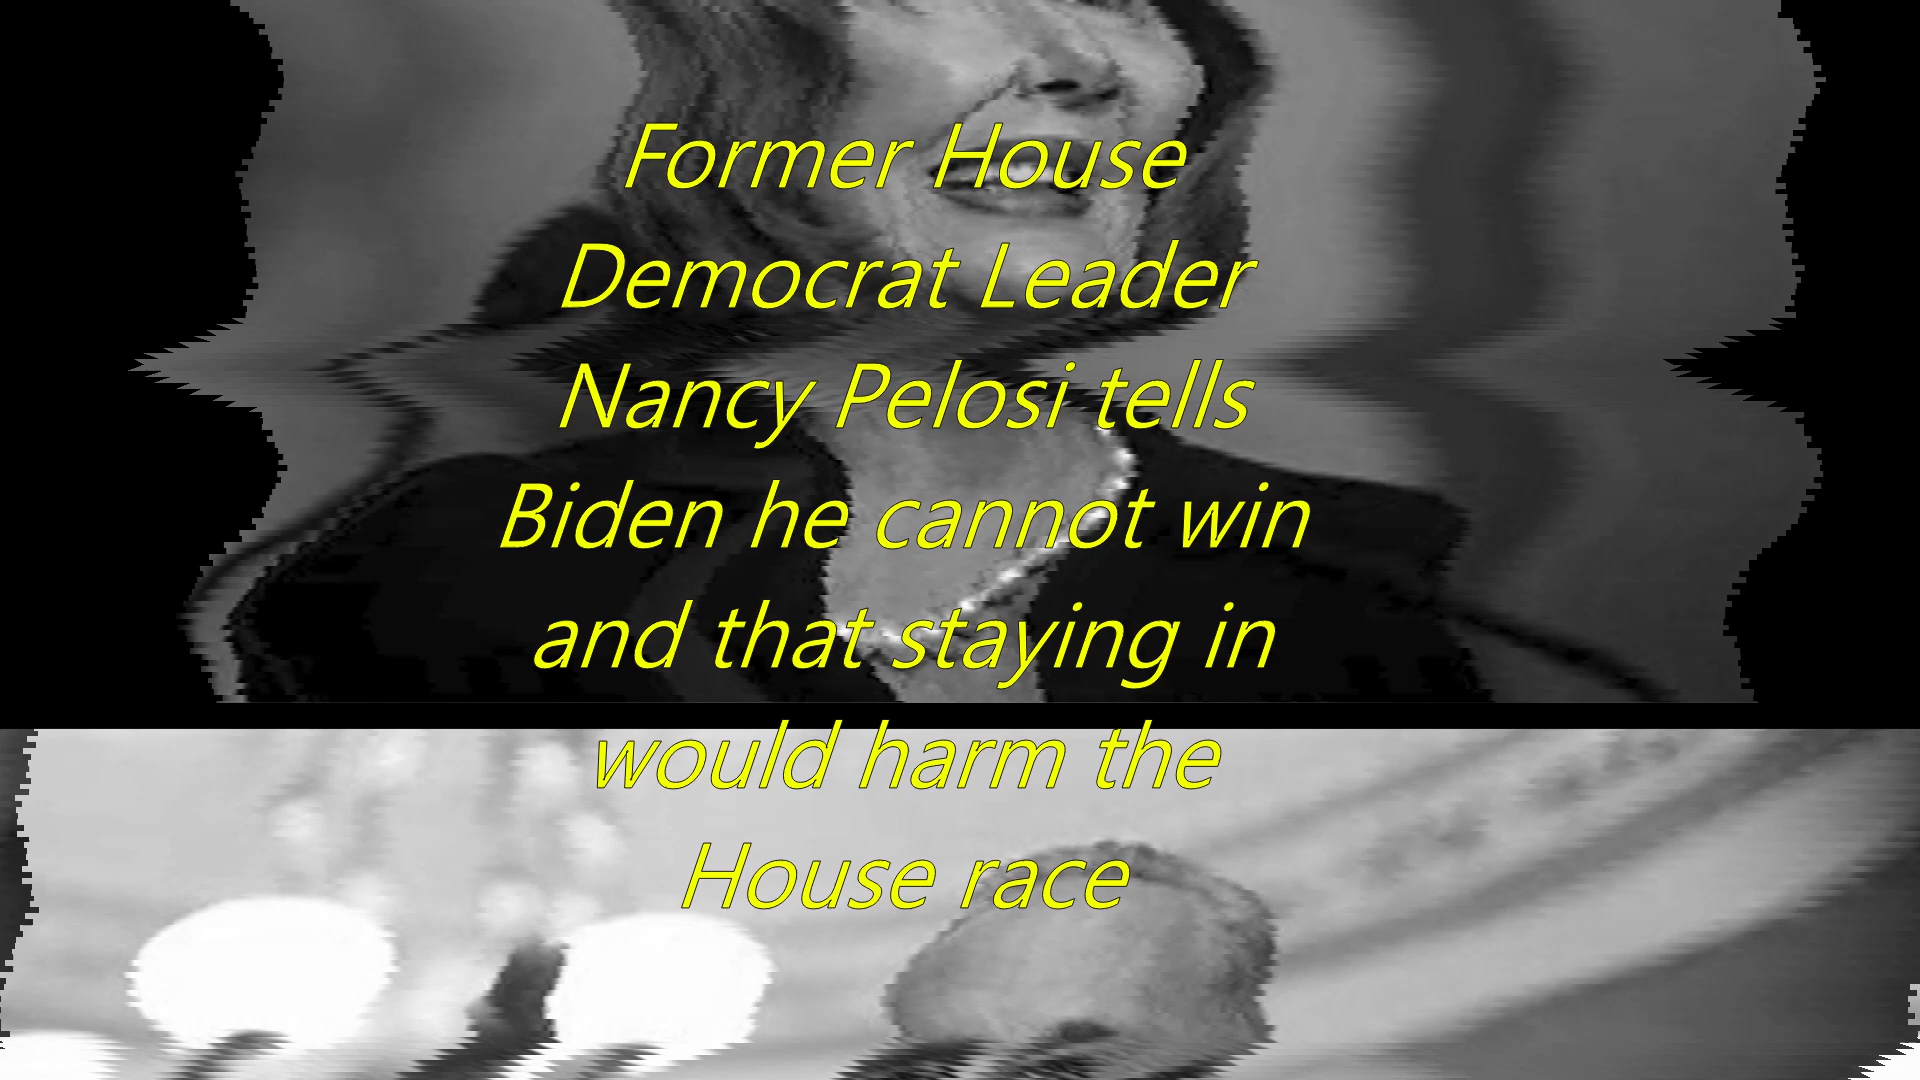 Former House
Democrat Leader
Nancy Pelosi tells
Biden he cannot win
and that staying in
would harm the
House race